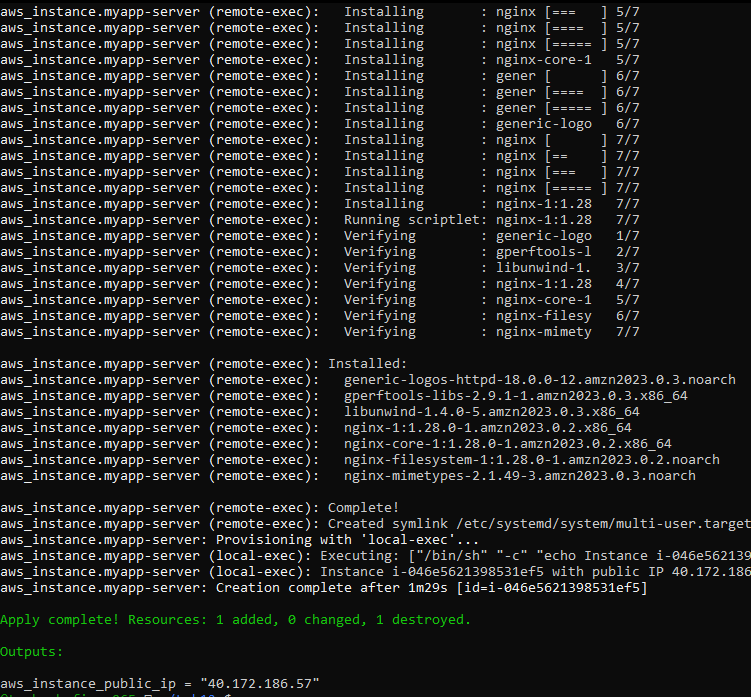 aws_instance.myapp-server (remote-exec):   Installing       : nginx [===   ] 5/7
aws_instance.myapp-server (remote-exec):   Installing       : nginx [====  ] 5/7
aws_instance.myapp-server (remote-exec):   Installing       : nginx [===== ] 5/7
aws_instance.myapp-server (remote-exec):   Installing       : nginx-core-1   5/7
aws_instance.myapp-server (remote-exec):   Installing       : gener [      ] 6/7
aws_instance.myapp-server (remote-exec):   Installing       : gener [====  ] 6/7
aws_instance.myapp-server (remote-exec):   Installing       : gener [===== ] 6/7
aws_instance.myapp-server (remote-exec):   Installing       : generic-logo   6/7
aws_instance.myapp-server (remote-exec):   Installing       : nginx [      ] 7/7
aws_instance.myapp-server (remote-exec):   Installing       : nginx [==    ] 7/7
aws_instance.myapp-server (remote-exec):   Installing       : nginx [===   ] 7/7
aws_instance.myapp-server (remote-exec):   Installing       : nginx [===== ] 7/7
aws_instance.myapp-server (remote-exec):   Installing       : nginx-1:1.28   7/7
aws_instance.myapp-server (remote-exec):   Running scriptlet: nginx-1:1.28   7/7
aws_instance.myapp-server (remote-exec):   Verifying        : generic-logo   1/7
aws_instance.myapp-server (remote-exec):   Verifying        : gperftools-l   2/7
aws_instance.myapp-server (remote-exec):   Verifying        : libunwind-1.   3/7
aws_instance.myapp-server (remote-exec):   Verifying        : nginx-1:1.28   4/7
aws_instance.myapp-server (remote-exec):   Verifying        : nginx-core-1   5/7
aws_instance.myapp-server (remote-exec):   Verifying        : nginx-filesy   6/7
aws_instance.myapp-server (remote-exec):   Verifying        : nginx-mimety   7/7
aws_instance.myapp-server (remote-exec): Installed:
aws_instance.myapp-server (remote-exec):   generic-logos-httpd-18.0.0-12.amzn2023.0.3.noarch
aws_instance.myapp-server (remote-exec):   gperftools-libs-2.9.1-1.amzn2023.0.3.x86_64
aws_instance.myapp-server (remote-exec):   libunwind-1.4.0-5.amzn2023.0.3.x86_64
aws_instance.myapp-server (remote-exec):   nginx-1:1.28.0-1.amzn2023.0.2.x86_64
aws_instance.myapp-server (remote-exec):   nginx-core-1:1.28.0-1.amzn2023.0.2.x86_64
aws_instance.myapp-server (remote-exec):   nginx-filesystem-1:1.28.0-1.amzn2023.0.2.noarch
aws_instance.myapp-server (remote-exec):   nginx-mimetypes-2.1.49-3.amzn2023.0.3.noarch
aws_instance.myapp-server (remote-exec): Complete!
aws_instance.myapp-server (remote-exec): Created symlink /etc/systemd/system/multi-user.target
aws_instance.myapp-server: Provisioning with 'local-exec'...
aws_instance.myapp-server (local-exec): Executing: ["/bin/sh" "-c" "echo Instance i-046e562139
aws_instance.myapp-server (local-exec): Instance i-046e5621398531ef5 with public IP 40.172.186
aws_instance.myapp-server: Creation complete after 1m29s [id=i-046e5621398531ef5]
Apply complete! Resources: 1 added, 0 changed, 1 destroyed.
Outputs:
aws_instance_public_ip = "40.172.186.57"